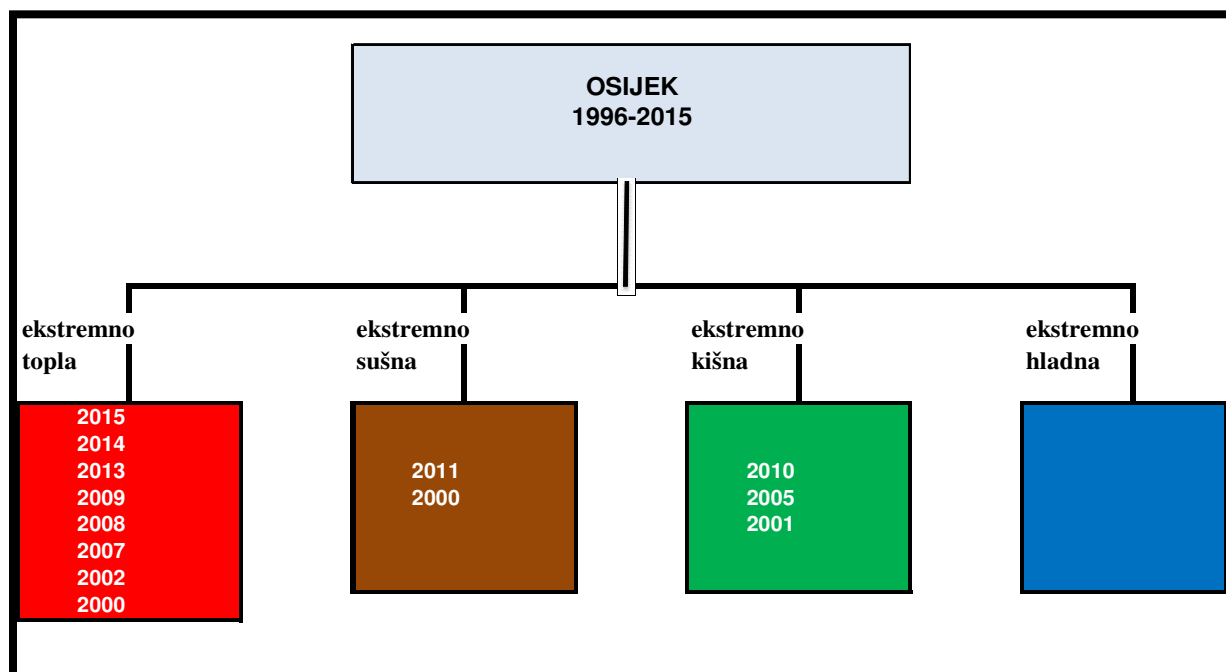 OSIJEK
1996-2015
ekstremno
topla
ekstremno
sušna
ekstremno
kišna
ekstremno
hladna
2015
2014
2013
2009
2008
2007
2002
2000
2011
2000
2010
2005
2001